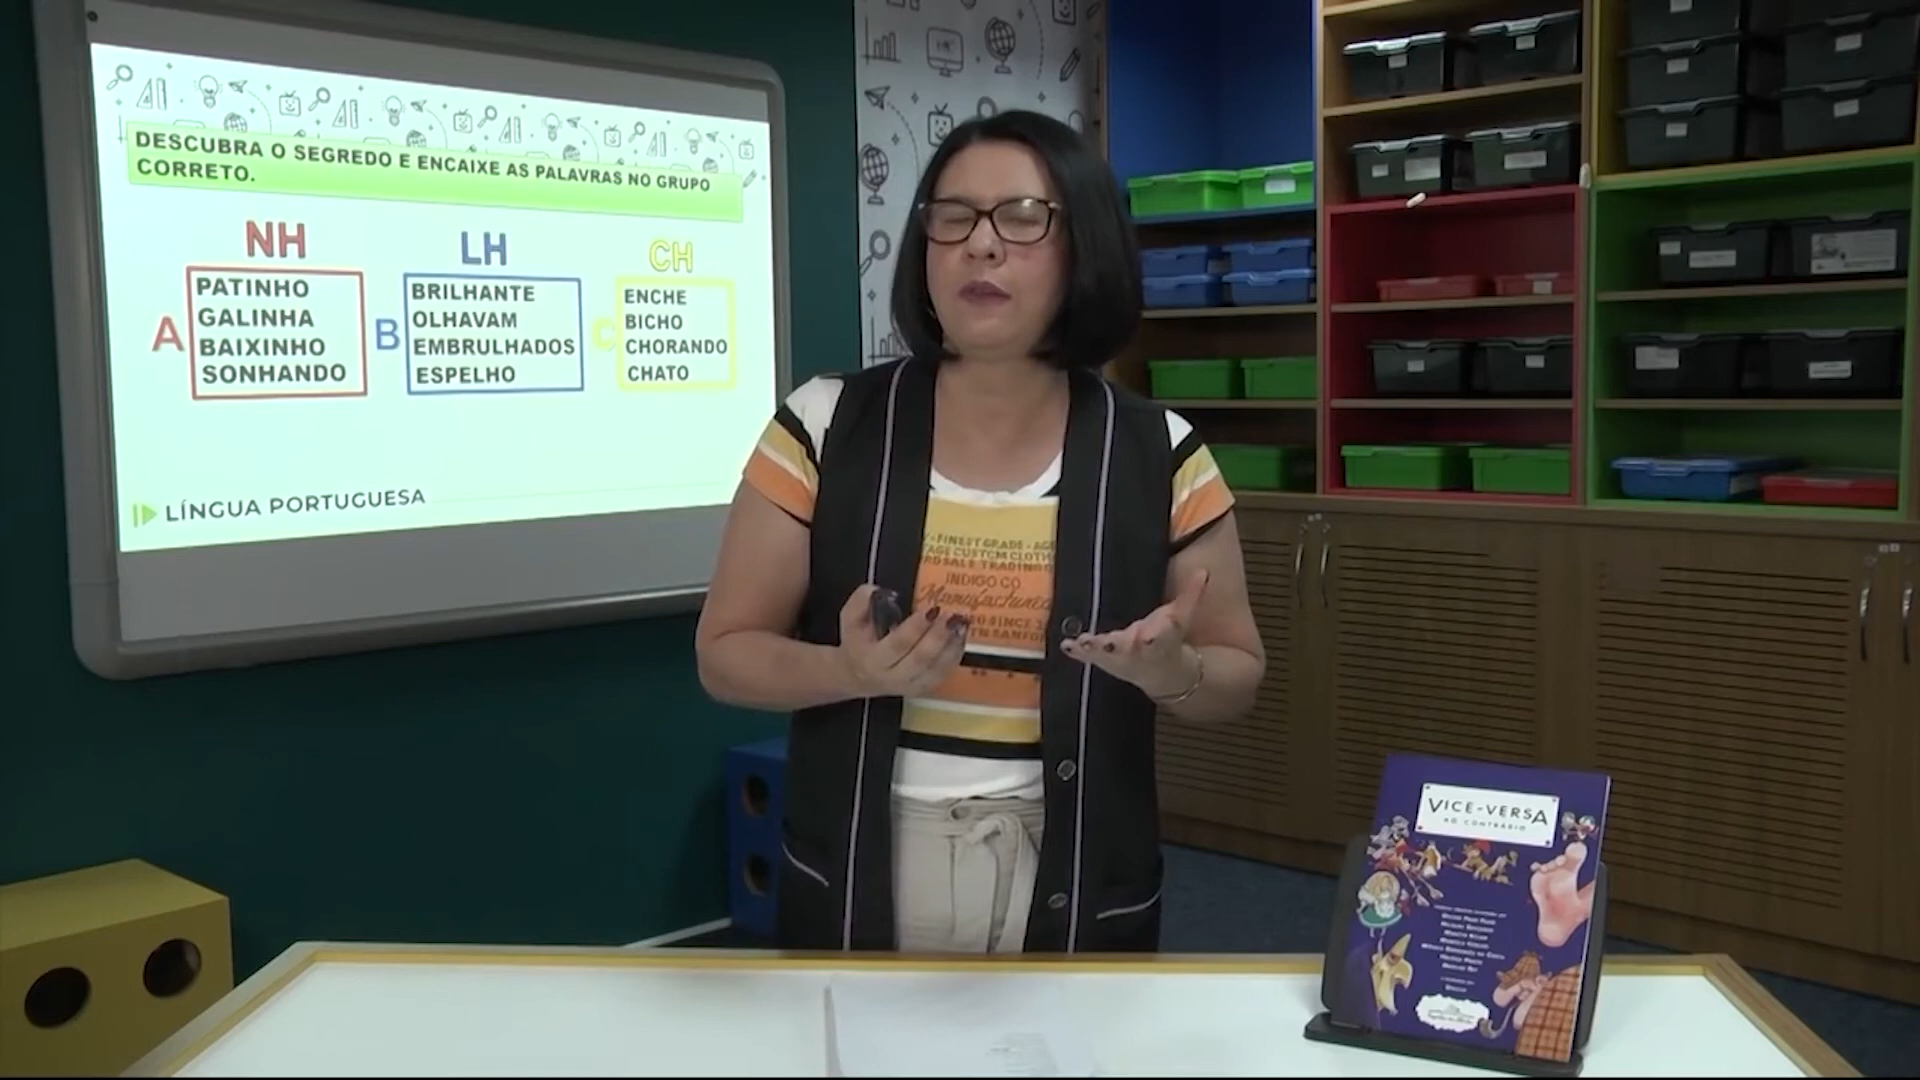 DESCUBRA O SEGREDO E ENCAIXE AS PALAVRAS NO GRUPO
CORRETO.
NH
LH
CH
A
PATINHO
GALINHA
BAIXINHO
SONHANDO
B
BRILHANTE
OLHAVAM
EMBRULHADOS
ESPELHO
C
ENCHE
BICHO
CHORANDO
CHATO
LÍNGUA PORTUGUESA
INDIGO CO.
Manufactured
VICE-VERSA
AO CONTRÁRIO